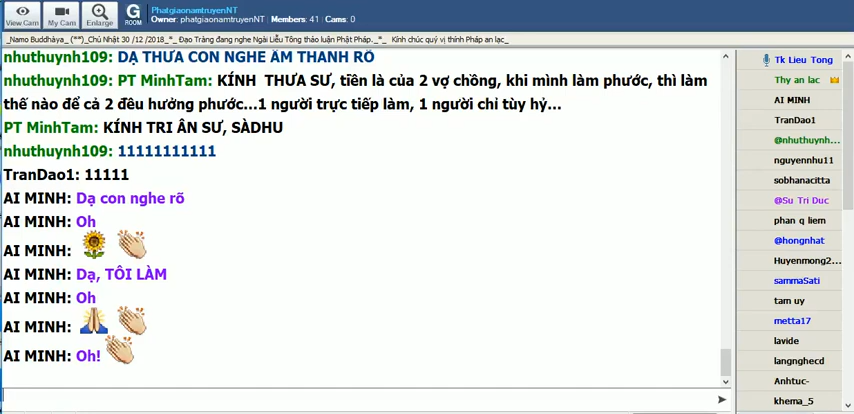 View Cam
My Cam
Enlarge
G
ROOM
PhatgiaonamtruyenNT
Owner: phatgiaonamtruyenNT | Members: 41 | Cams: 0
_Namo Buddhàya_ (**)_Chủ Nhật 30 /12 /2018_*_ Đạo Tràng đang nghe Ngài Liễu Tông thảo luận Phật Pháp._*_ Kính chúc quý vị thính Pháp an lạc_
nhuthuynh109: DẠ THƯA CON NGHE ÂM THANH RÕ
nhuthuynh109: PT MinhTam: KÍNH THƯA SƯ, tiền là của 2 vợ chồng, khi mình làm phước, thì làm
thế nào để cả 2 đều hưởng phước...1 người trực tiếp làm, 1 người chỉ tùy hỷ...
PT MinhTam: KÍNH TRI ÂN SƯ, SÀDHU
nhuthuynh109: 11111111111
TranDao1: 11111
AI MINH: Dạ con nghe rõ
AI MINH: Oh
AI MINH:
AI MINH: Dạ, TÔI LÀM
AI MINH: Oh
AI MINH:
AI MINH: Oh!
Tk Lieu Tong
Thy an lac
AI MINH
TranDao1
@nhuthuynh...
nguyennhu11
sobhanacitta
@Su Tri Duc
phan q liem
@hongnhat
Huyenmong2...
sammaSati
tam uy
metta17
lavide
langnghecd
Anhtuc-
khema_5